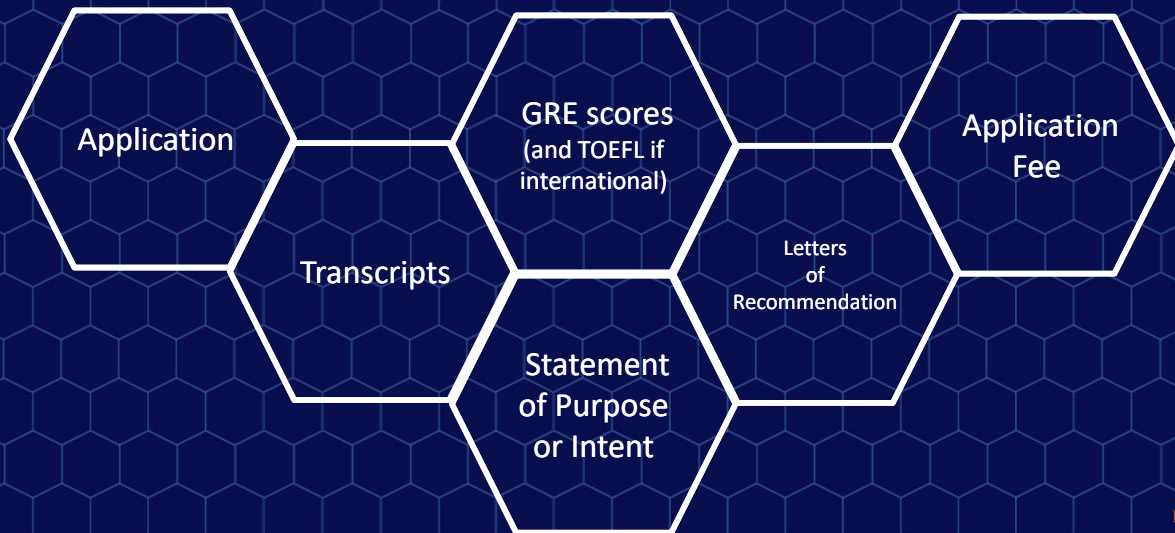 Application
Transcripts
GRE scores
(and TOEFL if
international)
Statement
of Purpose
or Intent
Letters
of
Recommendation
Application
Fee